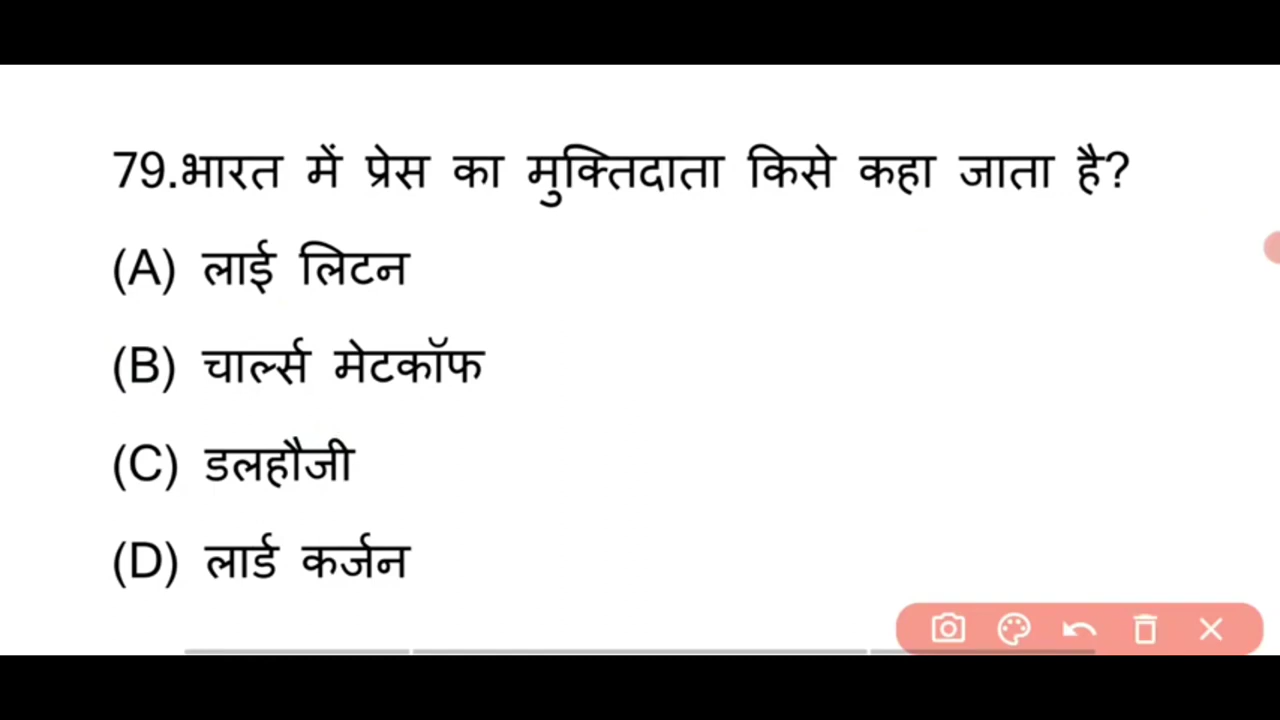 79.भारत में प्रेस का मुक्तिदाता किसे कहा जाता है?
(A) लाई लिटन
(B) चार्ल्स मेटकॉफ
(C) डलहौजी
(D) लार्ड कर्जन